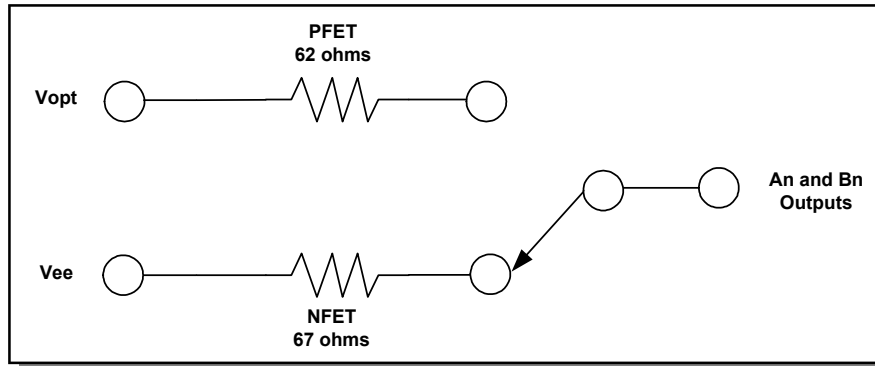 PFET
62 ohms
Vopt
An and Bn
Outputs
Vee
NFET
67 ohms